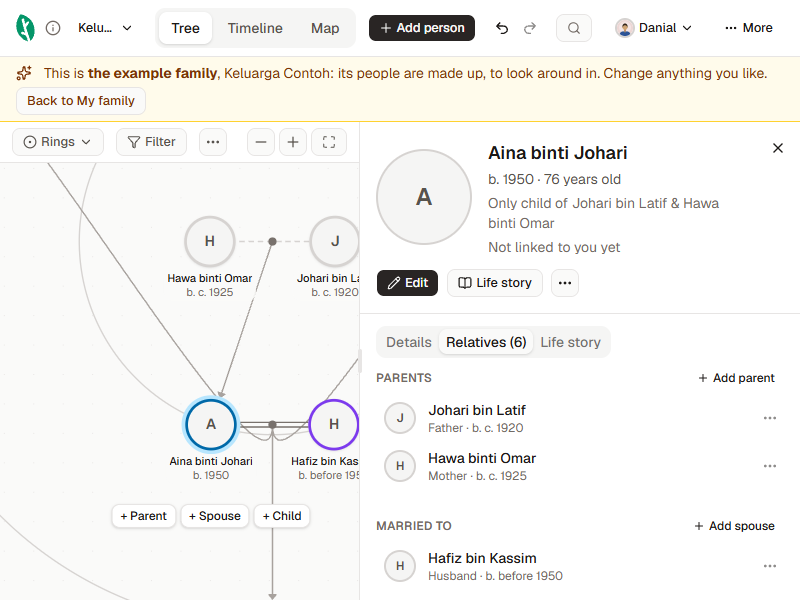 Kelu...
Tree
Timeline
Map
+ Add person
Danial
... More
This is the example family, Keluarga Contoh: its people are made up, to look around in. Change anything you like.
Back to My family
Rings
Filter
H
J
Hawa binti Omar
Johari bin La
b. c. 1925
b. c. 1920
A
H
Aina binti Johari
Hafiz bin Kas
b. 1950
b. before 195
+ Parent
+ Spouse
+ Child
A
Aina binti Johari
b. 1950 · 76 years old
Only child of Johari bin Latif & Hawa
binti Omar
Not linked to you yet
Edit
Life story
Details
Relatives (6)
Life story
PARENTS
+ Add parent
J
Johari bin Latif
Father · b. c. 1920
H
Hawa binti Omar
Mother · b. c. 1925
MARRIED TO
+ Add spouse
H
Hafiz bin Kassim
Husband · b. before 1950